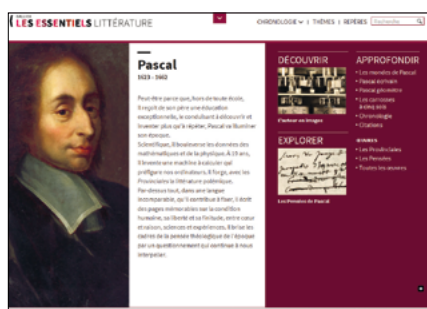 LES ESSENTIELS LITTÉRATURE
CHRONOLOGIE | THÈMES | REPÈRES Recherche
Pascal
1623 - 1662
Peut-être parce que, hors de toute école,
il reçoit de son père une éducation
exceptionnelle, le conduisant à découvrir et
inventer plus qu'à répéter, Pascal va illuminer
son époque.
Scientifique, il bouleverse les données des
mathématiques et de la physique. À 19 ans,
il invente une machine à calculer qui
préfigure nos ordinateurs. Il forge, avec les
Provinciales la littérature polémique.
Par-dessus tout, dans une langue
incomparable, qu'il contribue à fixer, il écrit
des pages mémorables sur la condition
humaine, sa liberté et sa finitude, entre cœur
et raison, sciences et expériences. Il brise les
cadres de la pensée théologique de l'époque
par un questionnement qui continue à nous
interpeler.
DÉCOUVRIR
L'auteur en images
EXPLORER
Les Pensées de Pascal
APPROFONDIR
• Les mondes de Pascal
• Pascal écrivain
• Pascal géomètre
• Les carrosses
• Chronologie
• Citations
• Les Provinciales
• Les Pensées
• Toutes les œuvres